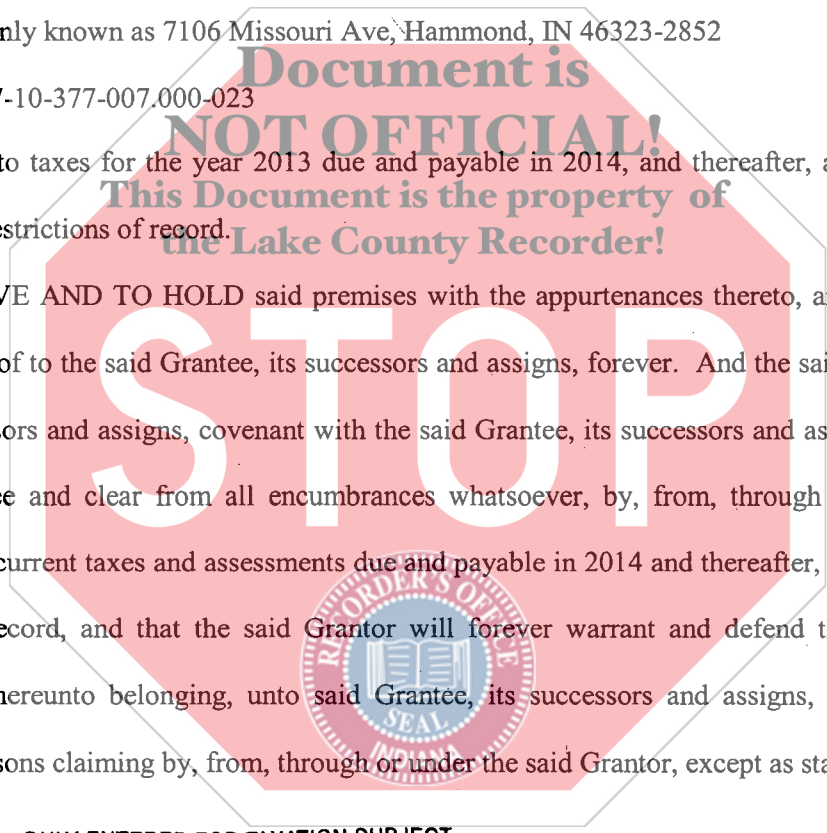 nly known as 7106 Missouri Ave, Hammond, IN 46323-2852
Document is
-10-377-007.000-023
NOT OFFICIAL!
to taxes for the year 2013 due and payable in 2014, and thereafter, a
This Document is the property of
estrictions of record.
the Lake County Recorder!
VE AND TO HOLD said premises with the appurtenances thereto, a
of to the said Grantee, its successors and assigns, forever. And the sai
STOP
ors and assigns, covenant with the said Grantee, its successors and as
e and clear from all encumbrances whatsoever, by, from, through
current taxes and assessments due and payable in 2014 and thereafter,
ecord, and that the said Grantor will forever warrant and defend t
hereunto belonging, unto said Grantee, its successors and assigns,
RECORDER'S OFFICE
SEAL
INDIANA
sons claiming by, from, through or under the said Grantor, except as sta
ENTERED FOR TAXATION SUBJECT